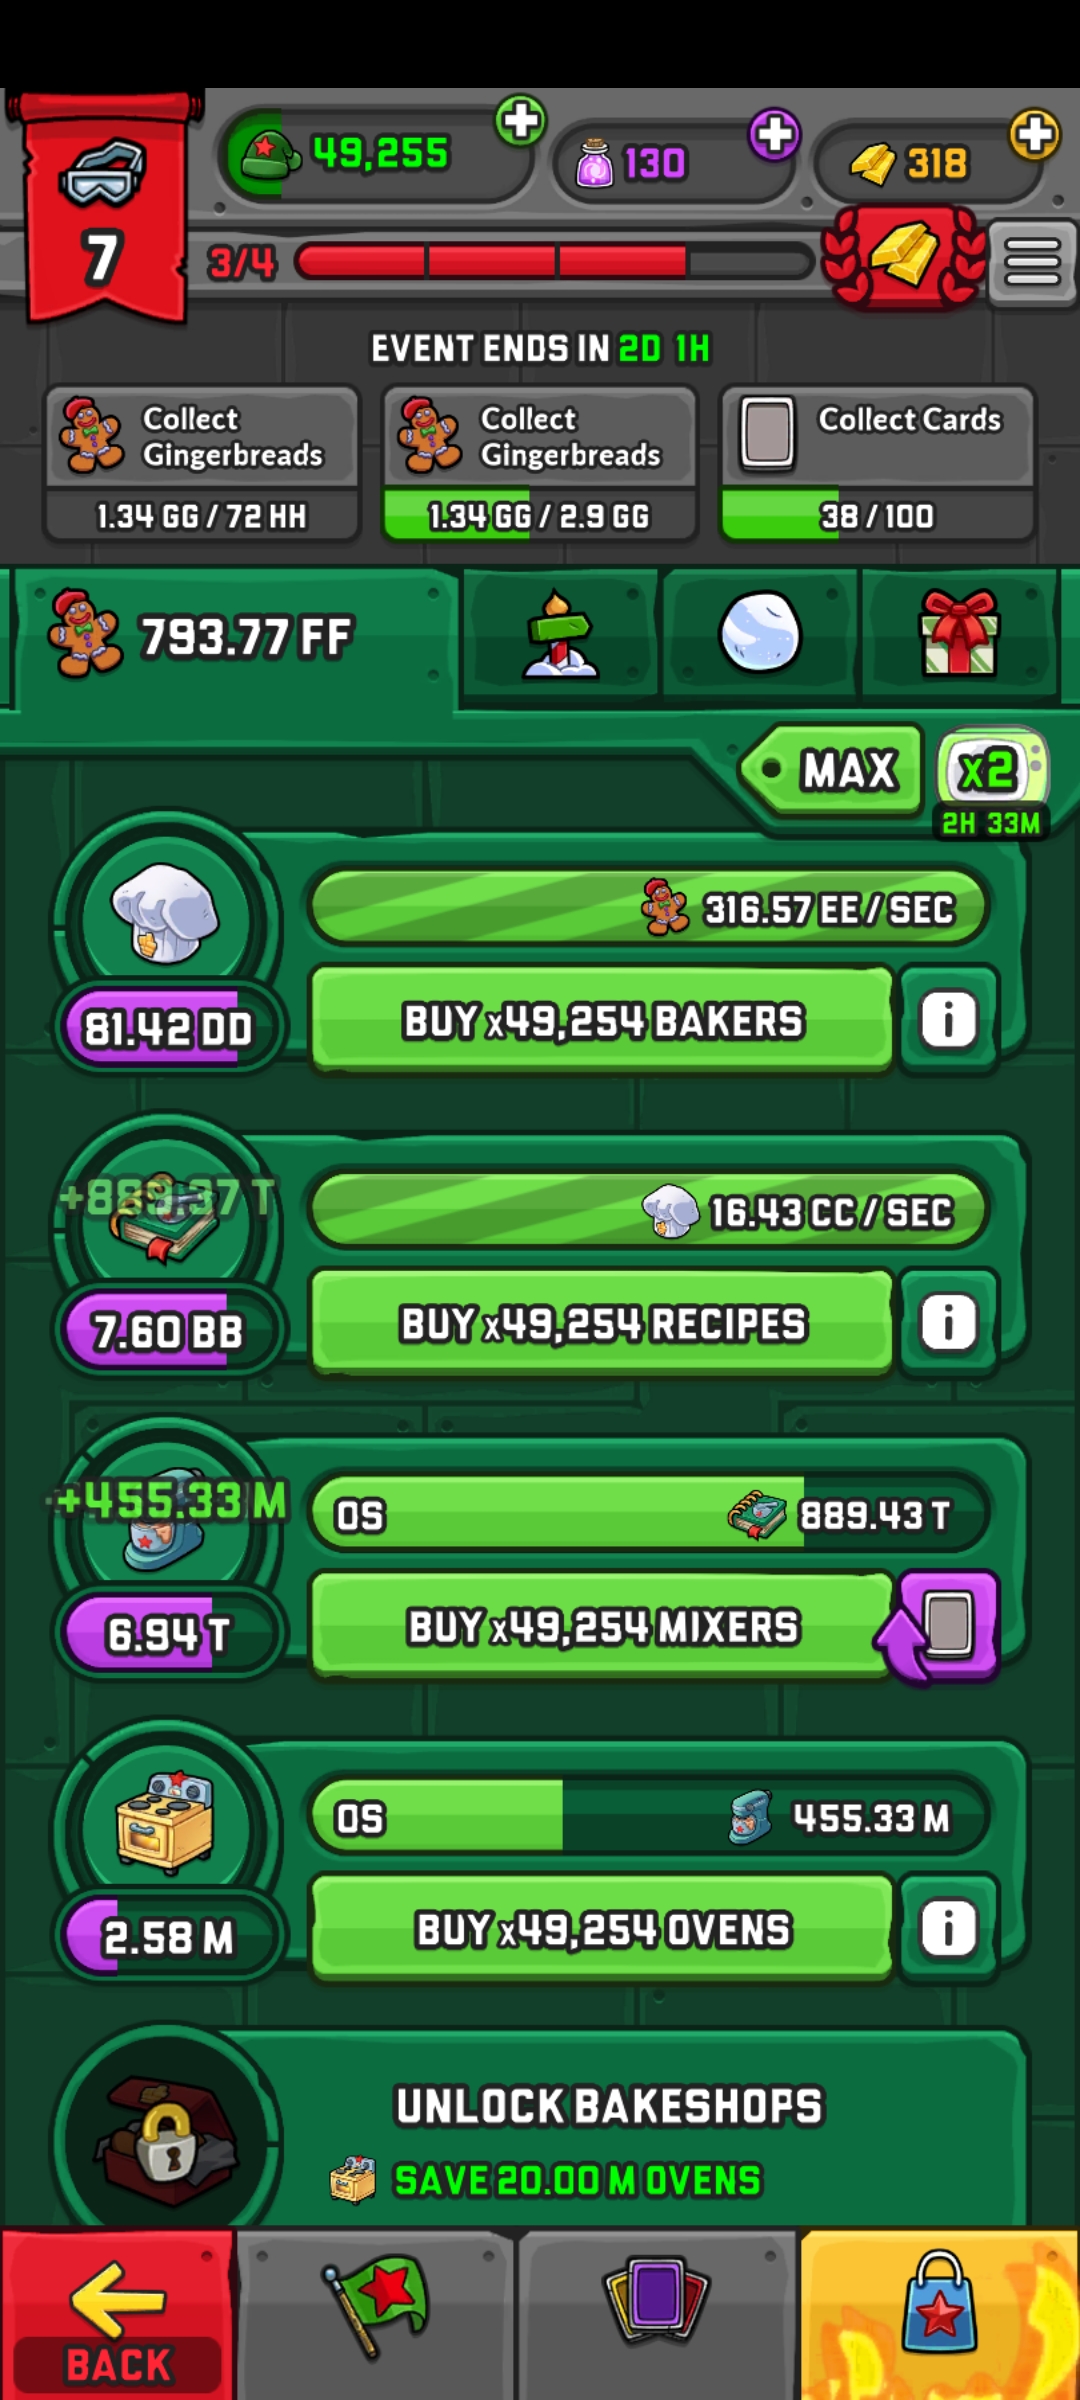 49,255
130
318
7
3/4
EVENT ENDS IN 2D 1H
Collect
Gingerbreads
1.34 GG / 72 HH
Collect
Gingerbreads
1.34 GG / 2.9 GG
Collect Cards
38 / 100
793.77 FF
MAX
x2
2H 33M
316.57 EE / SEC
81.42 DD
BUY x49,254 BAKERS
i
+889.37 T
16.43 CC / SEC
7.60 BB
BUY x49,254 RECIPES
i
+455.33 M
0S
889.43 T
6.94 T
BUY x49,254 MIXERS
0S
455.33 M
2.58 M
BUY x49,254 OVENS
i
UNLOCK BAKESHOPS
SAVE 20.00 M OVENS
BACK